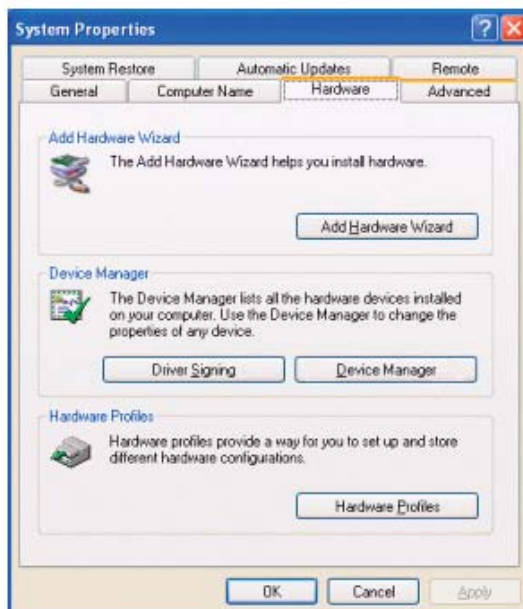 System Properties
System Restore Automatic Updates Remote
General Computer Name Hardware Advanced
Add Hardware Wizard
The Add Hardware Wizard helps you install hardware.
Add Hardware Wizard
Device Manager
The Device Manager lists all the hardware devices installed
on your computer. Use the Device Manager to change the
properties of any device.
Driver Signing Device Manager
Hardware Profiles
Hardware profiles provide a way for you to set up and store
different hardware configurations.
Hardware Profiles
OK Cancel Apply